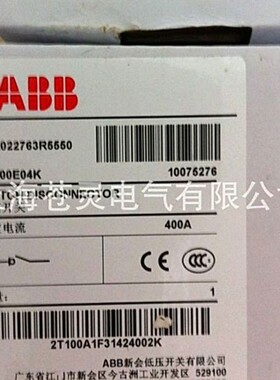 ABB
022763R5550
00E04K
10075276
海苍灵电气有限公
开关
电流
400A
1
2T100A1F31424002K
ABB新会低压开关有限公司
广东省江门市新会区今古洲工业开发区 529100